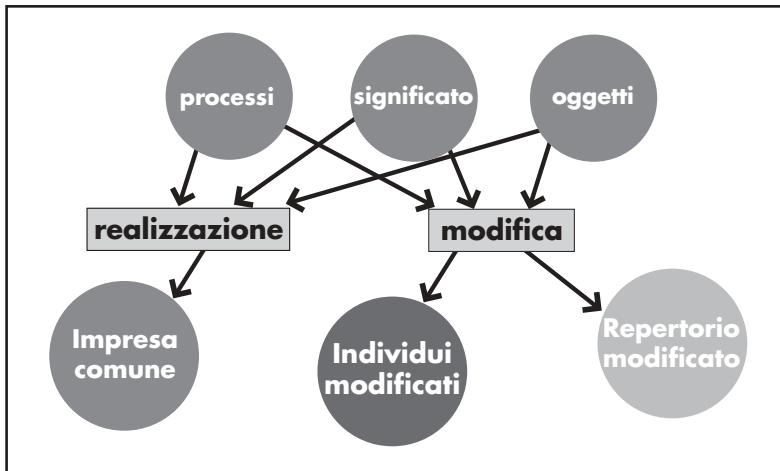 processi
significato
oggetti
realizzazione
modifica
Impresa
comune
Individui
modificati
Repertorio
modificato